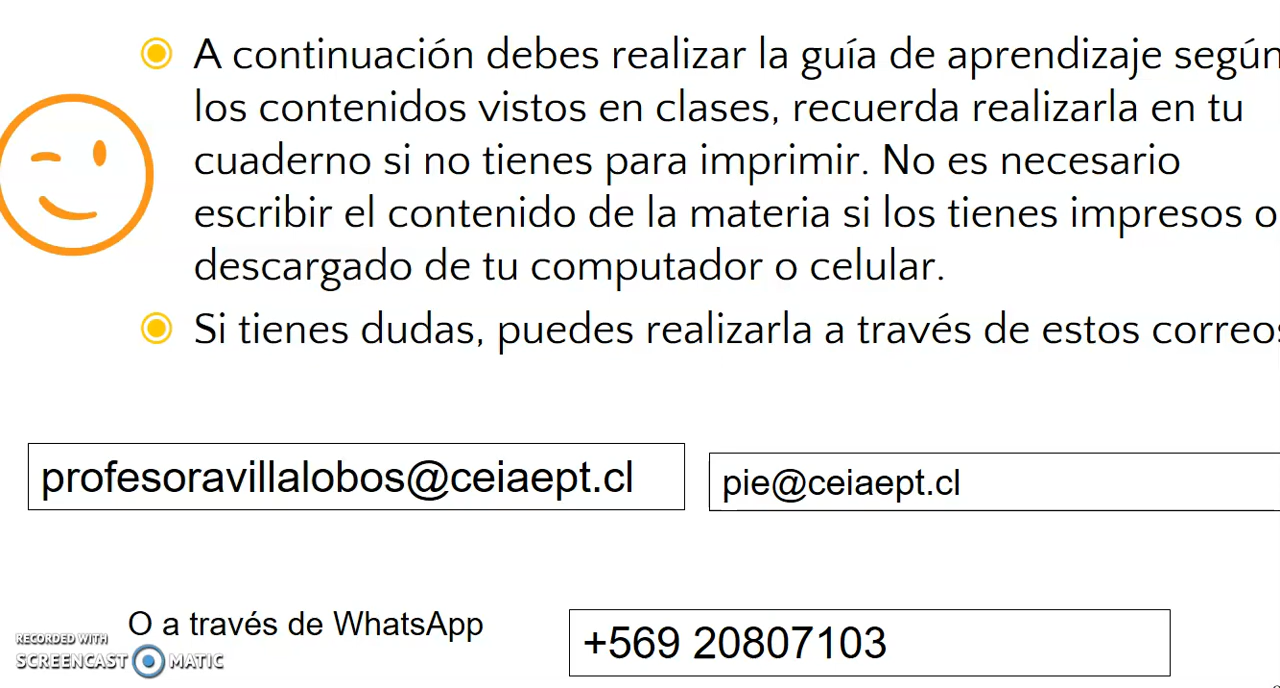 A continuación debes realizar la guía de aprendizaje según
los contenidos vistos en clases, recuerda realizarla en tu
cuaderno si no tienes para imprimir. No es necesario
escribir el contenido de la materia si los tienes impresos o
descargado de tu computador o celular.
Si tienes dudas, puedes realizarla a través de estos correos
profesoravillalobos@ceiaept.cl
pie@ceiaept.cl
O a través de WhatsApp
+569 20807103
RECORDED WITH
SCREENCAST MATIC